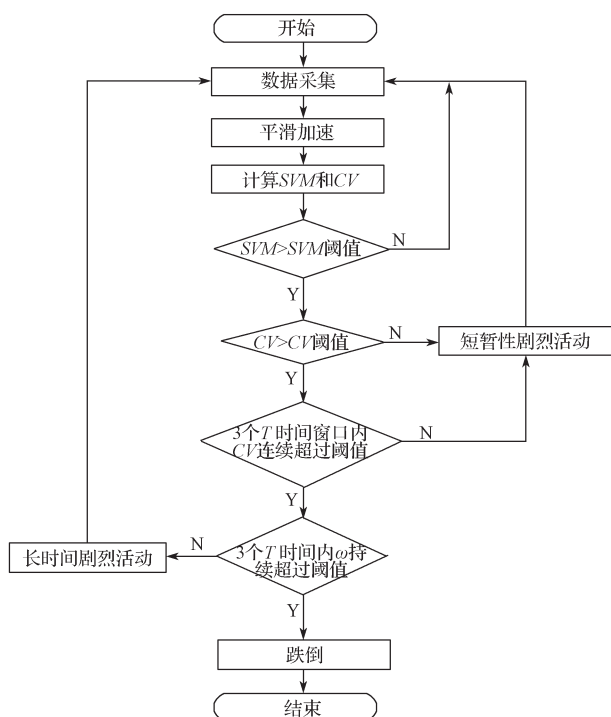 开始
数据采集
平滑加速
计算SVM和CV
SVM>SVM阈值
N
Y
CV>CV阈值
N
短暂性剧烈活动
Y
3个T时间窗口内
CV连续超过阈值
N
Y
3个T时间内ω持
续超过阈值
N
长时间剧烈活动
Y
跌倒
结束